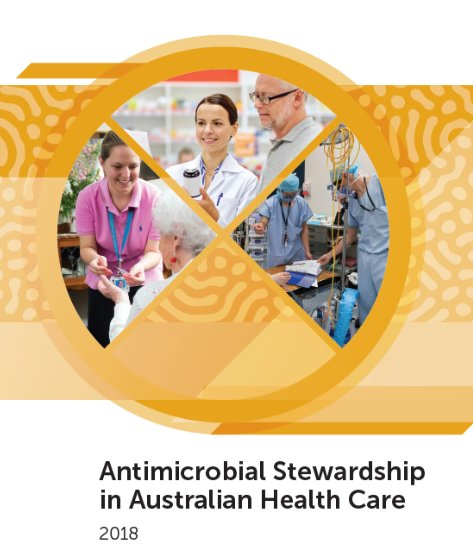 Antimicrobial Stewardship
in Australian Health Care
2018